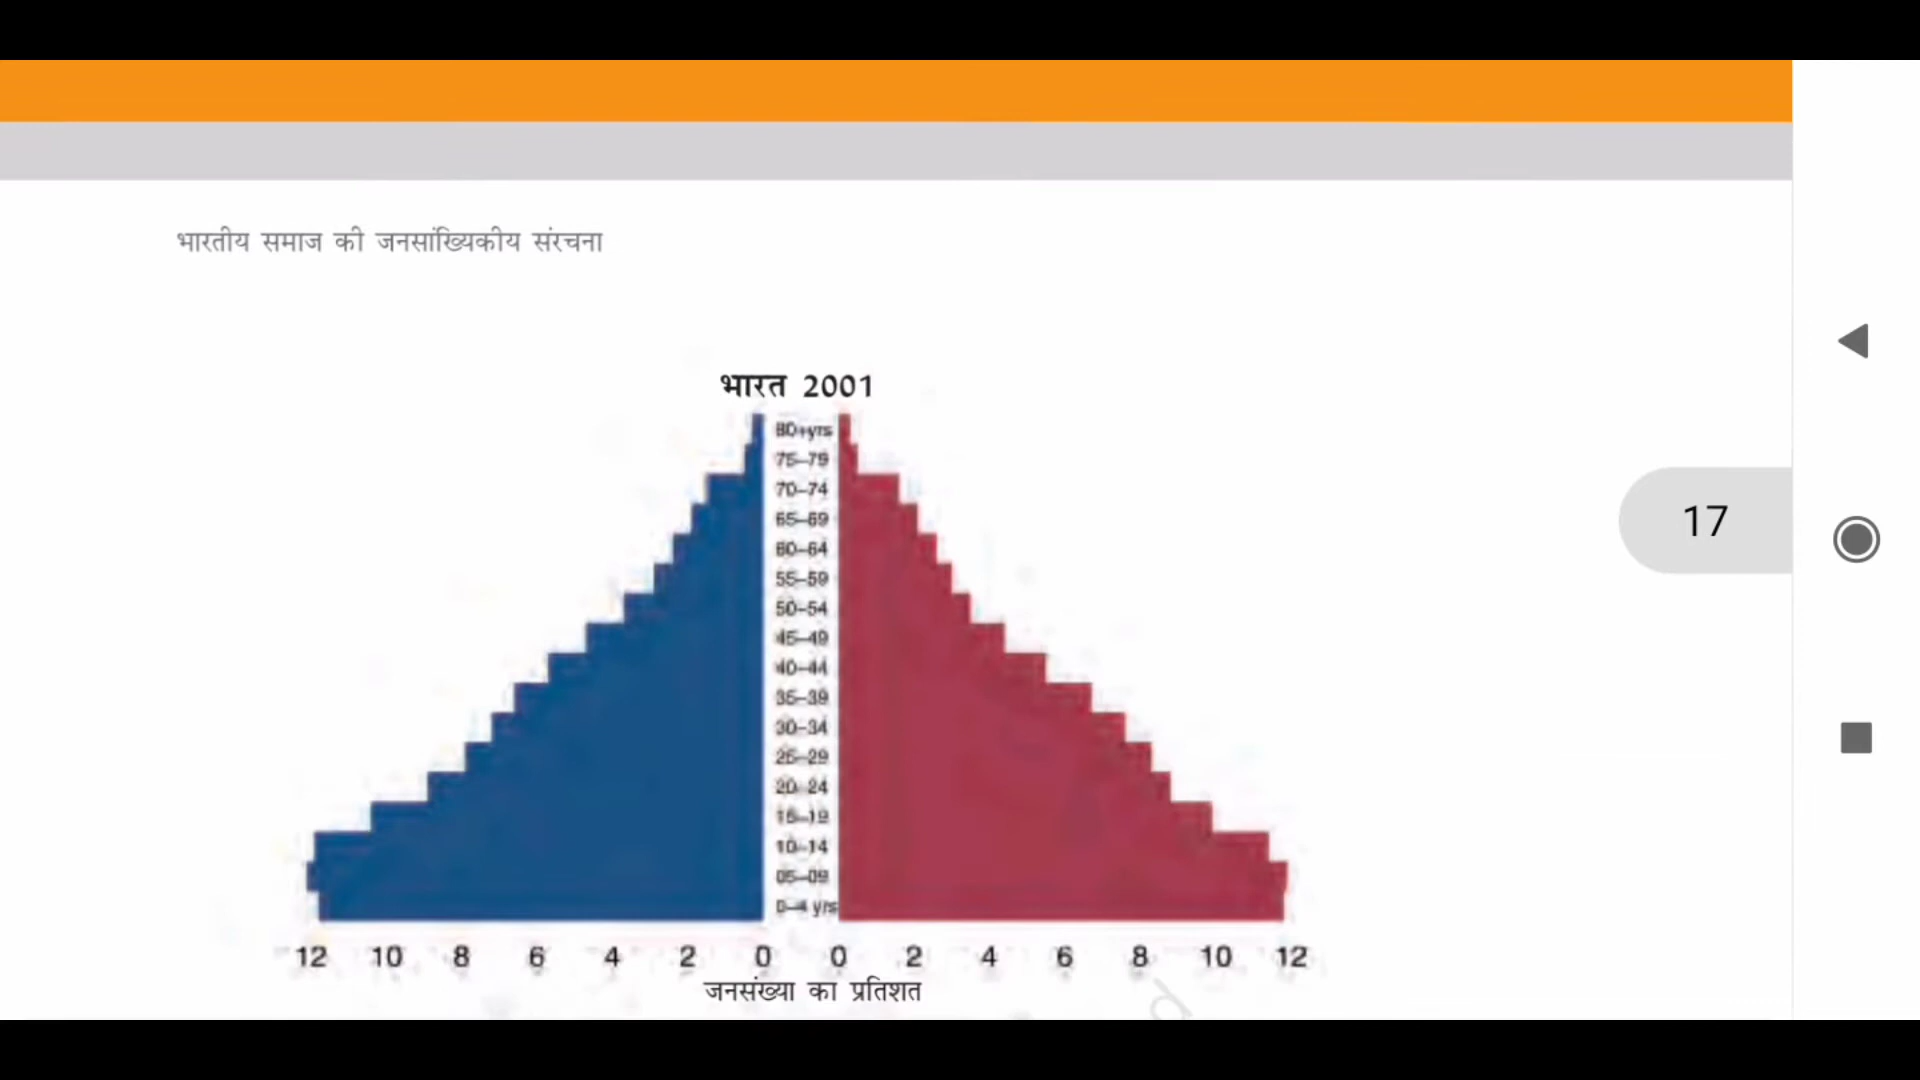 भारतीय समाज की जनसांख्यिकीय संरचना
भारत 2001
80+yrs
75–79
70–74
65–69
60–64
55–59
50–54
45–49
40–44
35–39
30–34
25–29
20–24
15–19
10–14
05–09
0–4 yrs
12 10 8 6 4 2 0 0 2 4 6 8 10 12
जनसंख्या का प्रतिशत
17